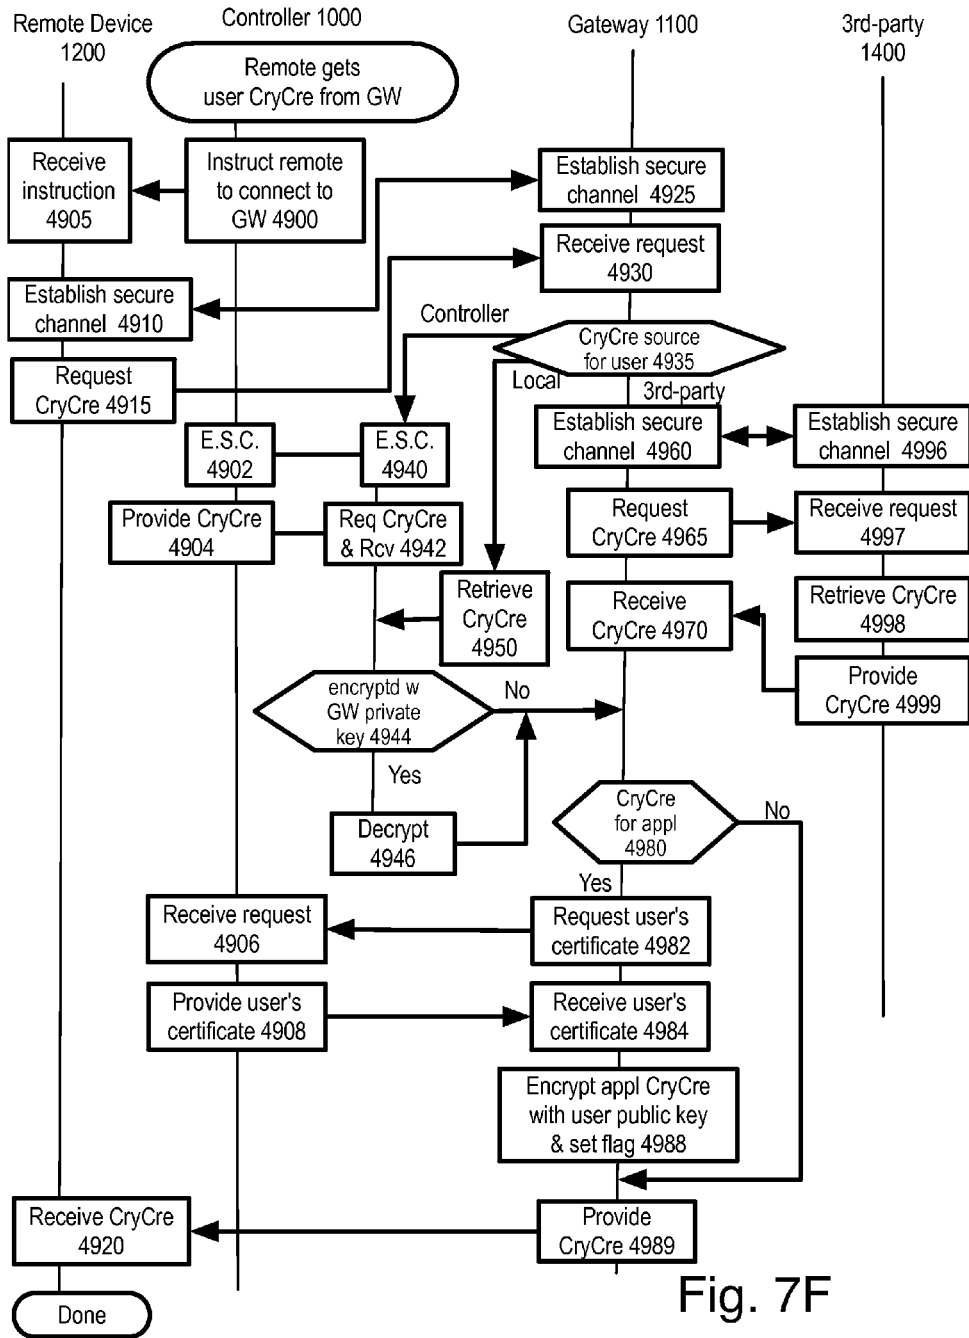 Remote Device
1200
Controller 1000
Gateway 1100
3rd-party
1400
Remote gets
user CryCre from GW
Receive
instruction
4905
Instruct remote
to connect to
GW 4900
Establish secure
channel 4925
Receive request
4930
Establish secure
channel 4910
Controller
CryCre source
for user 4935
Local
3rd-party
Request
CryCre 4915
E.S.C.
4902
E.S.C.
4940
Establish secure
channel 4960
Establish secure
channel 4996
Provide CryCre
4904
Req CryCre
& Rcv 4942
Request
CryCre 4965
Receive request
4997
Retrieve
CryCre
4950
Receive
CryCre 4970
Retrieve CryCre
4998
Provide
CryCre 4999
encryptd w
GW private
key 4944
No
Yes
Decrypt
4946
CryCre
for appl
4980
No
Yes
Receive request
4906
Request user's
certificate 4982
Provide user's
certificate 4908
Receive user's
certificate 4984
Encrypt appl CryCre
with user public key
& set flag 4988
Receive CryCre
4920
Provide
CryCre 4989
Done
Fig. 7F